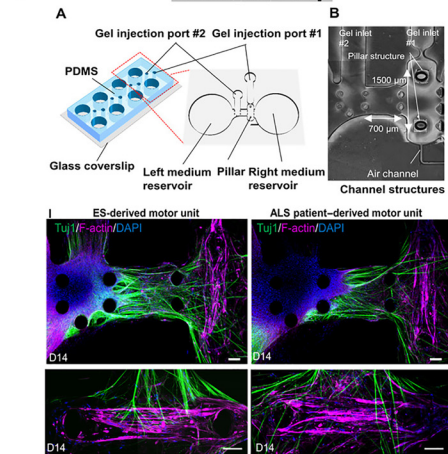 A
B
Gel injection port #2
Gel injection port #1
PDMS
Glass coverslip
Left medium
reservoir
Pillar
Right medium
reservoir
Gel inlet
#2
Gel inlet
#1
Pillar structure
1500 µm
700 µm
Air channel
Channel structures
I
ES-derived motor unit
ALS patient–derived motor unit
Tuj1/F-actin/DAPI
Tuj1/F-actin/DAPI
D14
D14
D14
D14